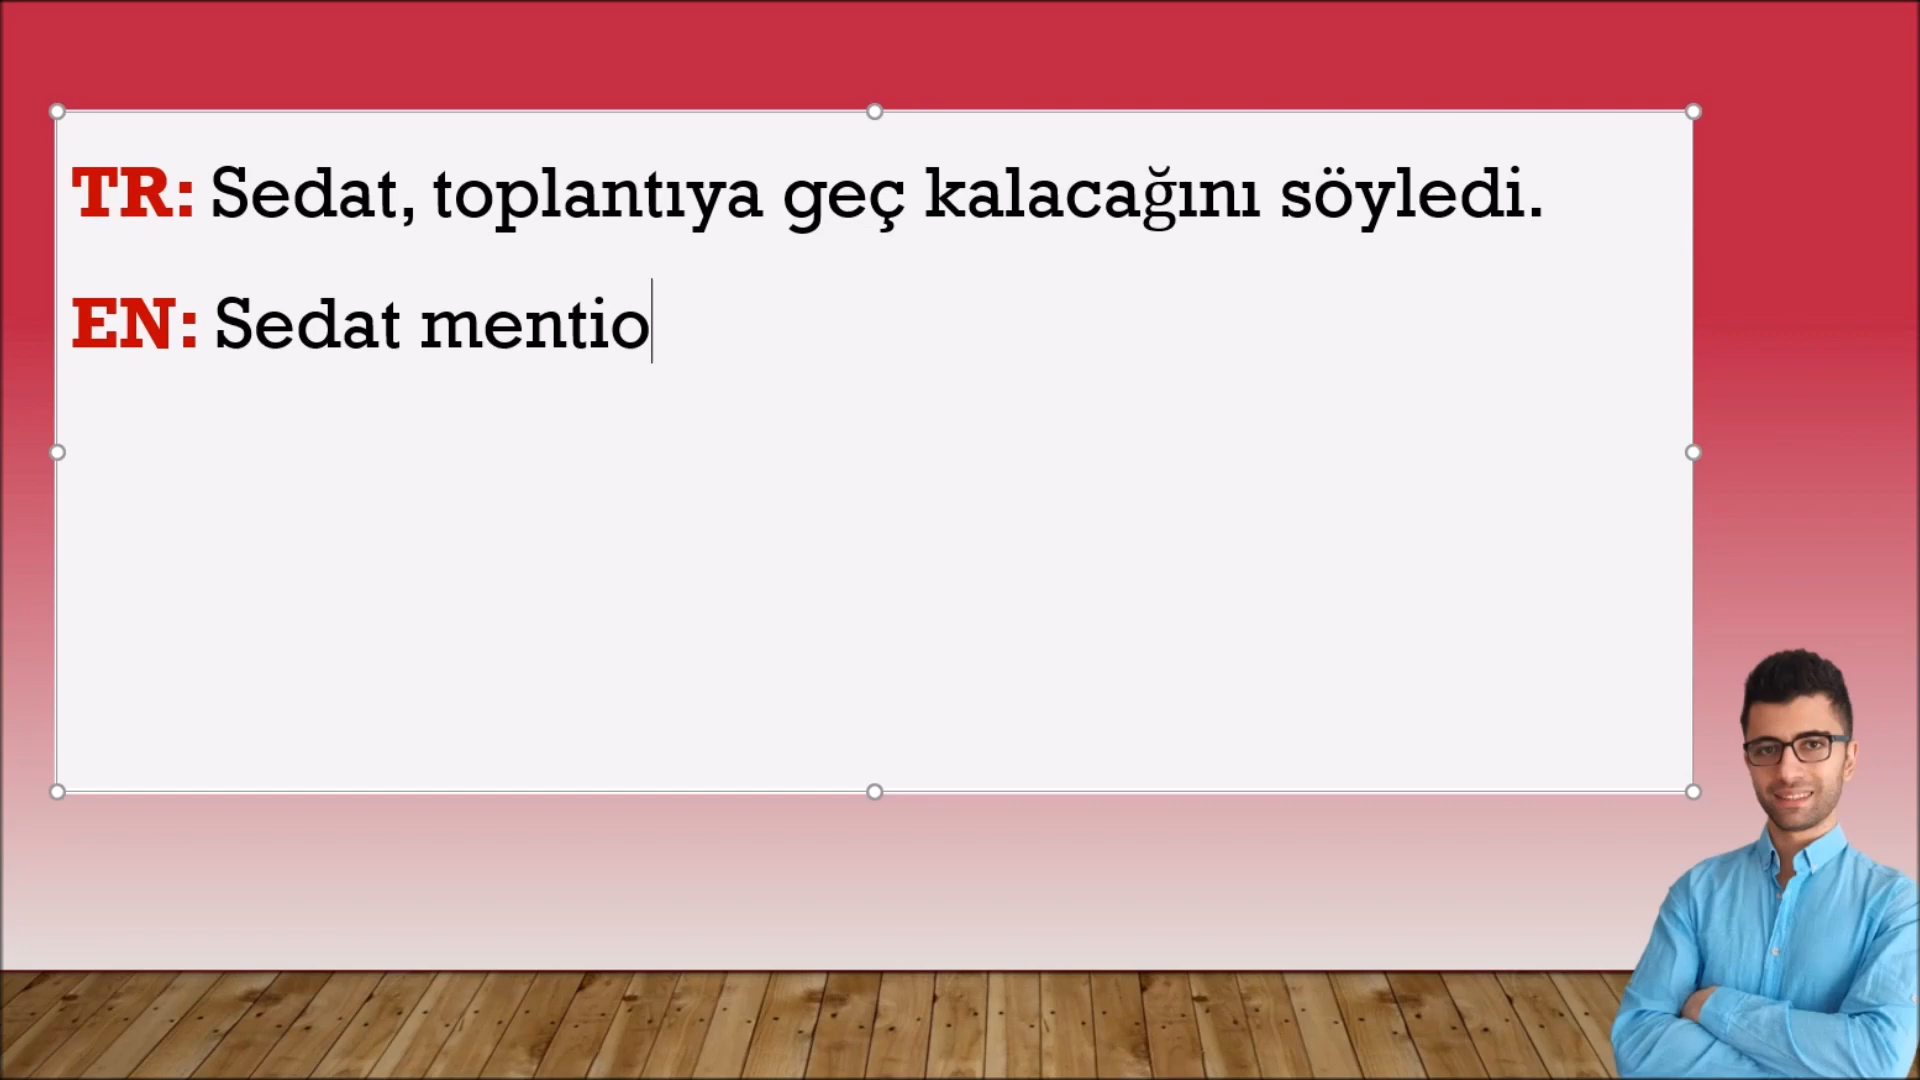 TR: Sedat, toplantıya geç kalacağını söyledi.
EN: Sedat mentio